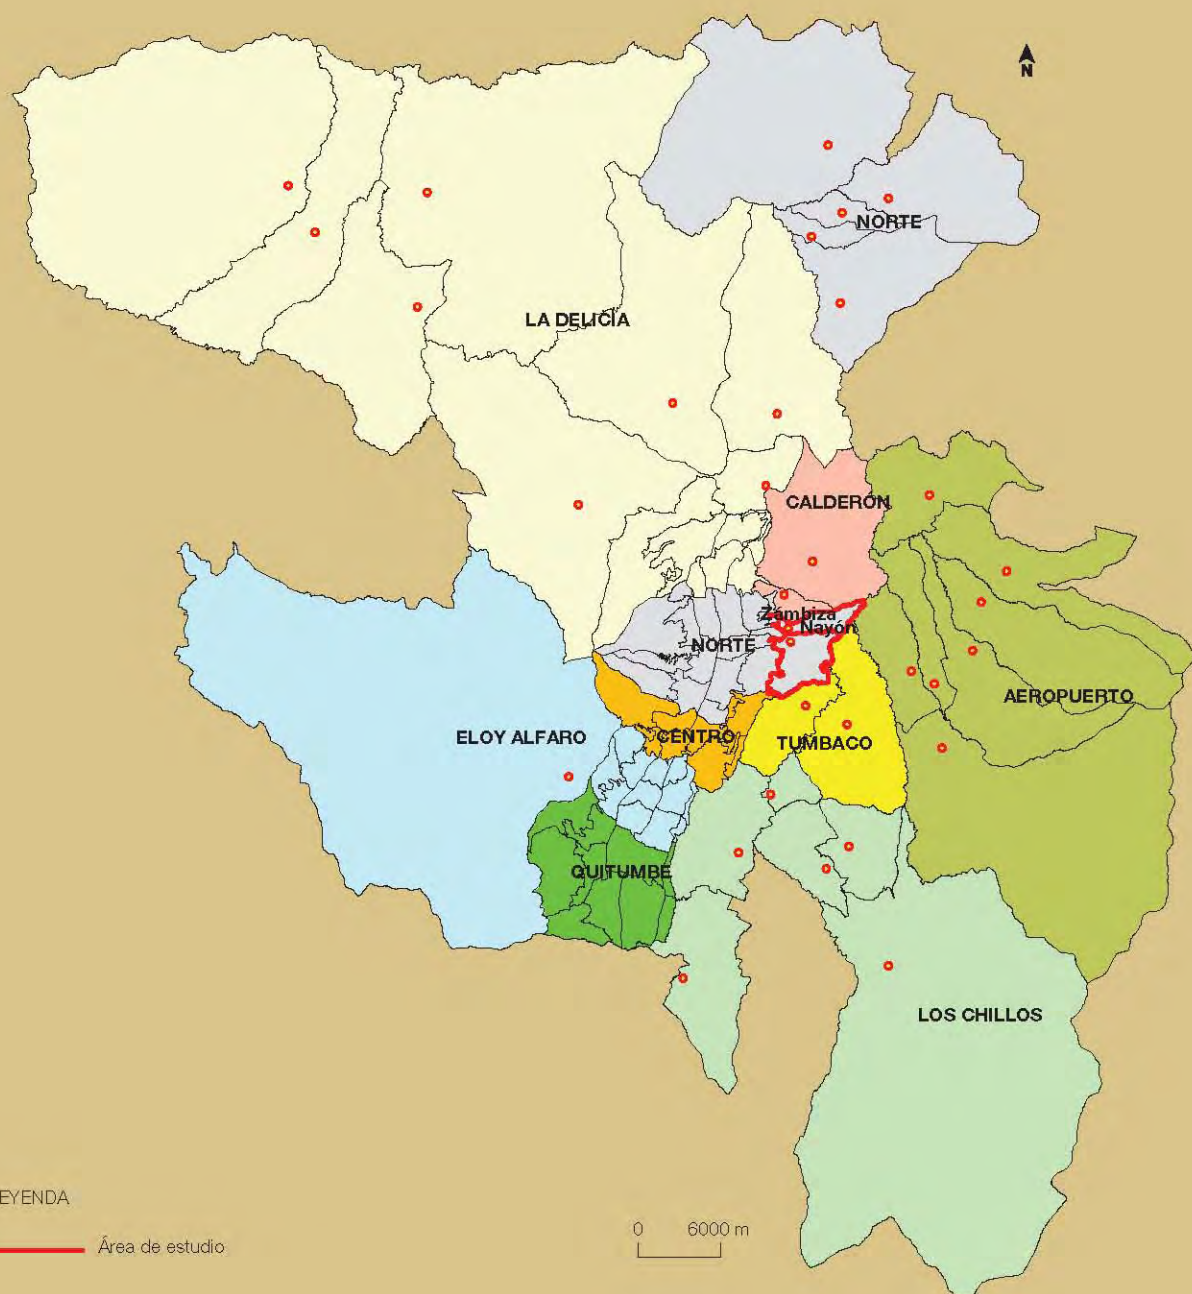 N
NORTE
LA DELICIA
CALDERÓN
Zámbiza
Nayón
NORTE
AEROPUERTO
ELOY ALFARO
CENTRO
TUMBACO
QUITUMBE
LOS CHILLOS
EYENDA
Área de estudio
0 6000 m